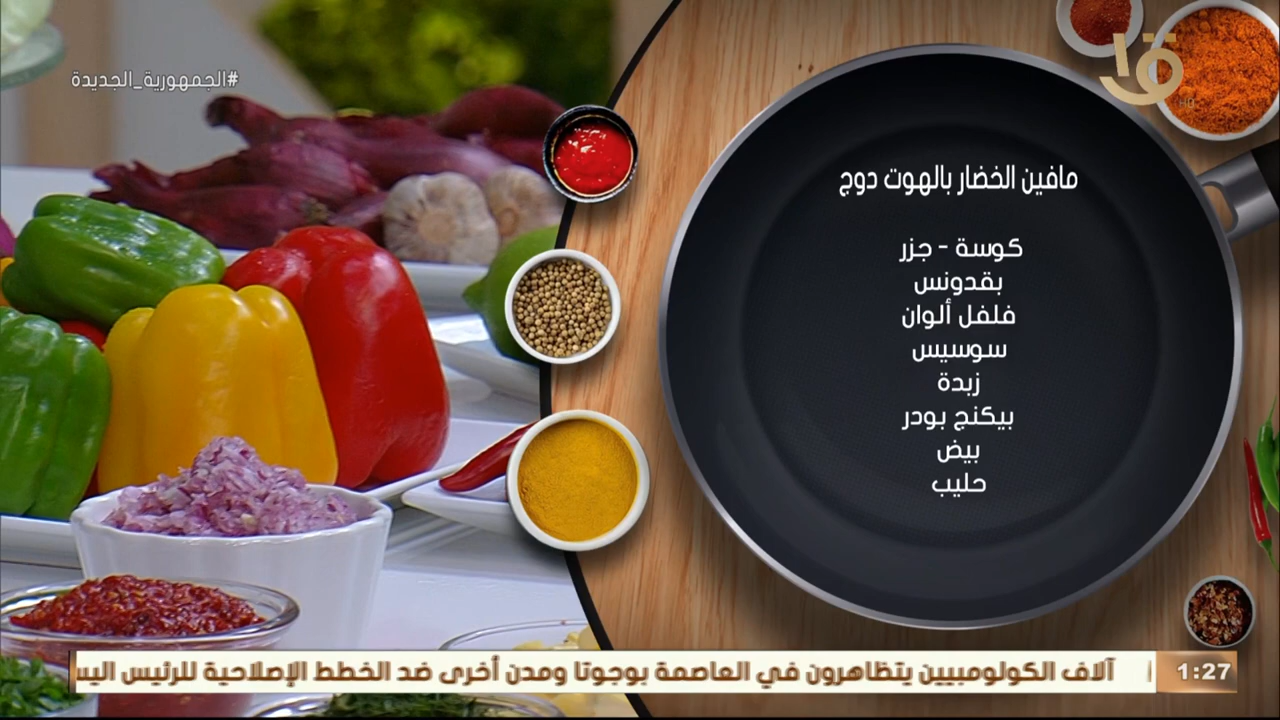 #الجمهورية_الجديدة
HD
مافين الخضار بالهوت دوج
كوسة - جزر
بقدونس
فلفل ألوان
سوسيس
زبدة
بيكنج بودر
بيض
حليب
آلاف الكولومبيين يتظاهرون في العاصمة بوجوتا ومدن أخرى ضد الخطط الإصلاحية للرئيس
1:27